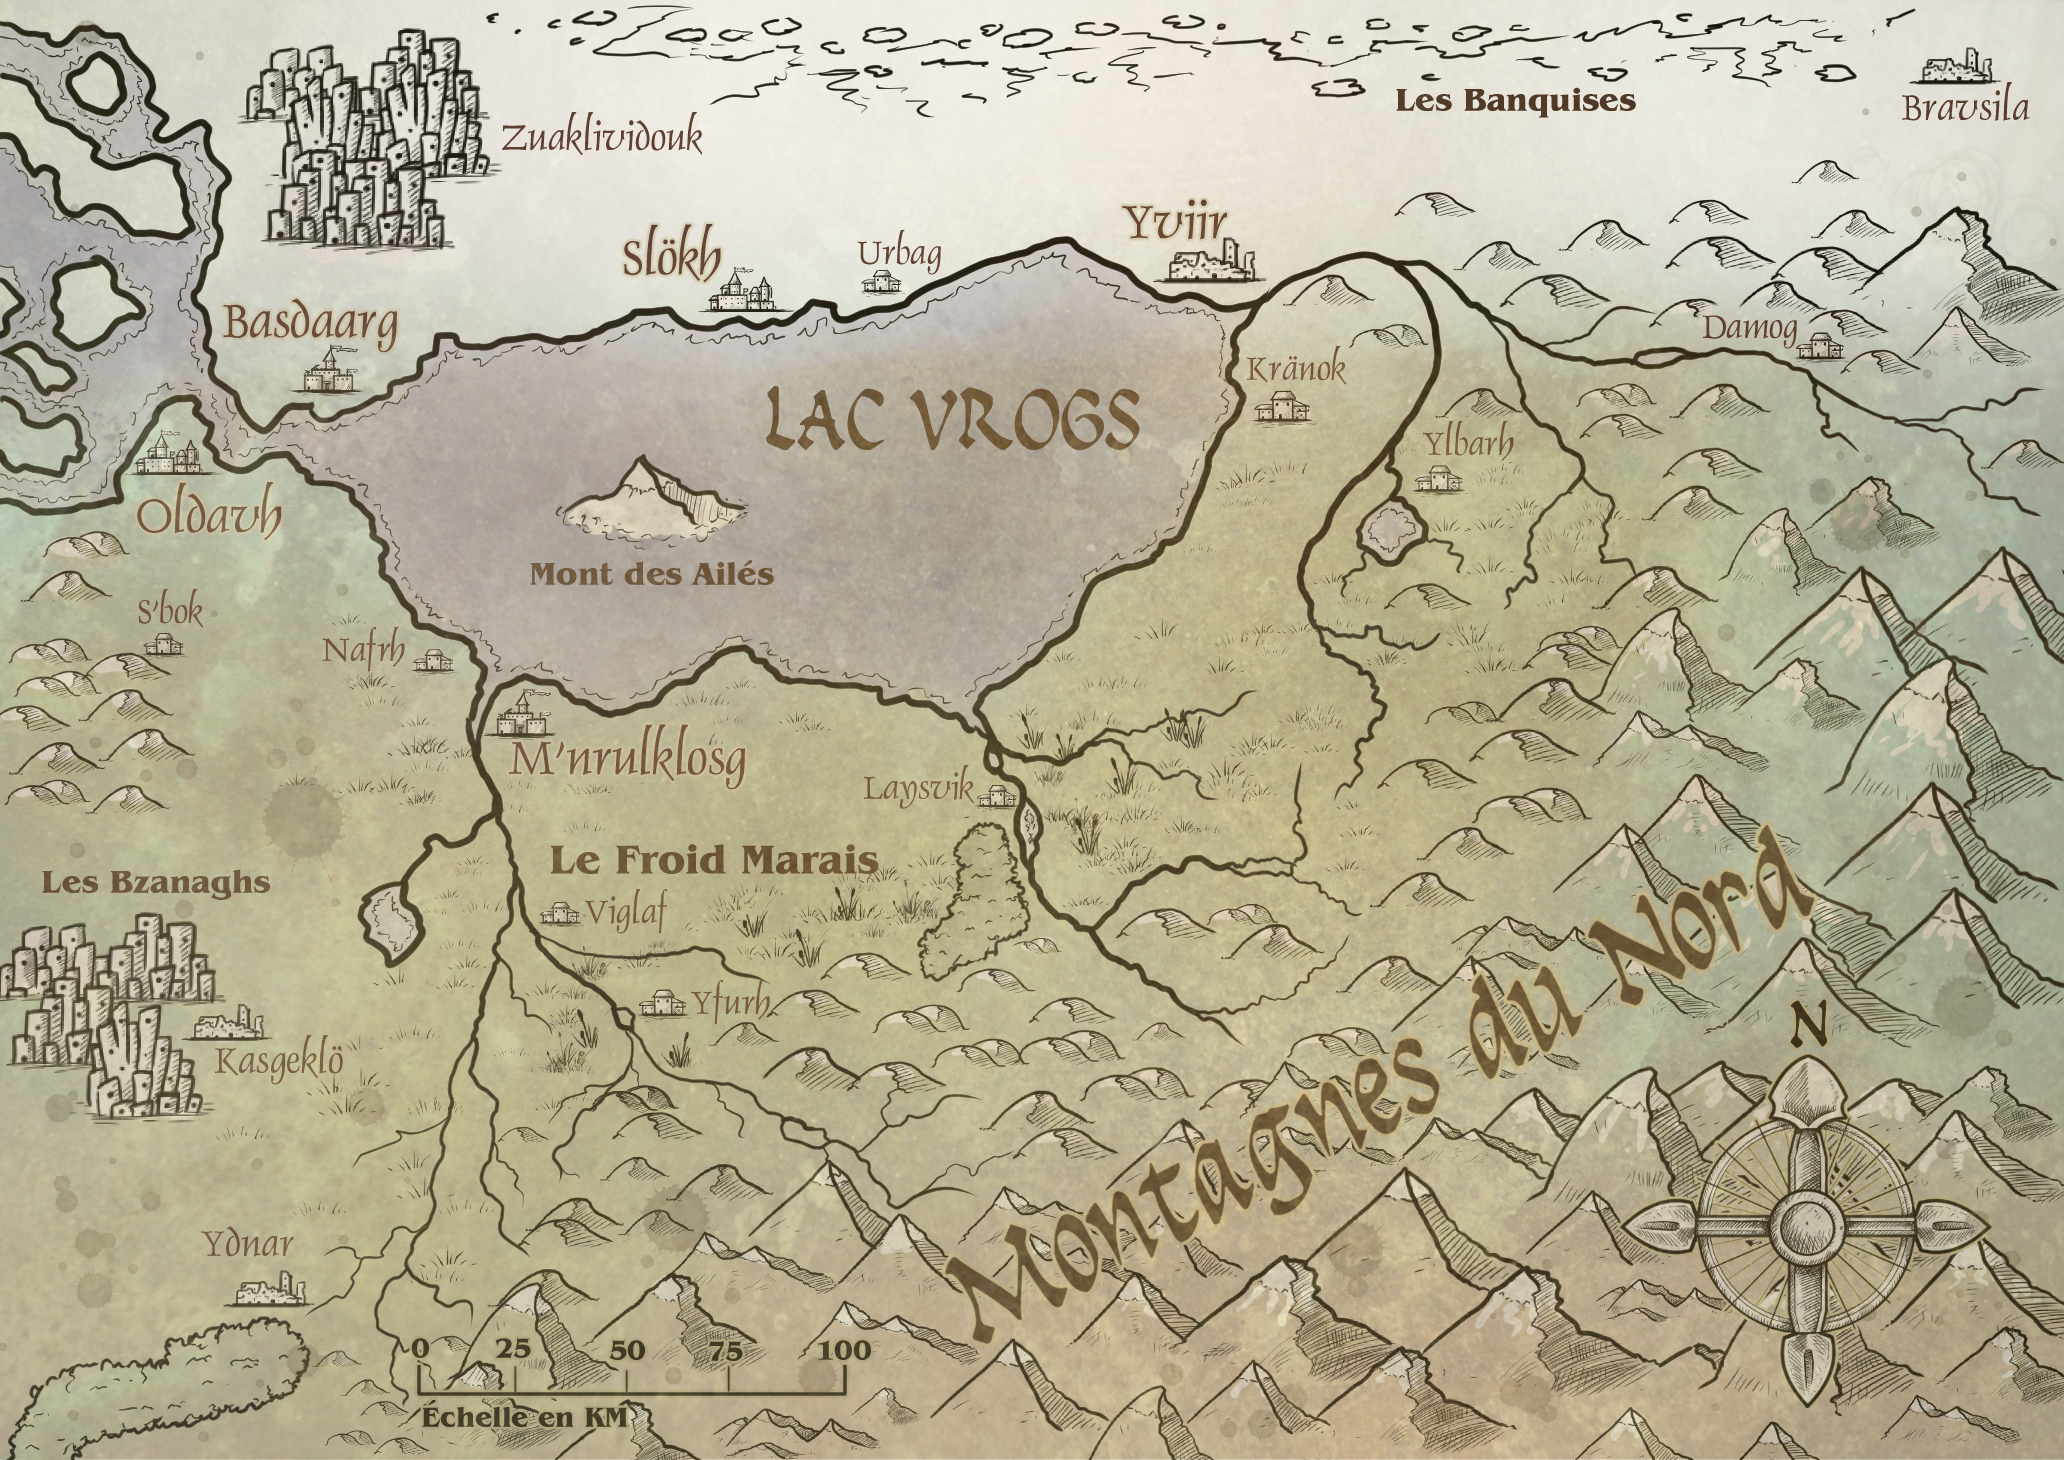 Les Banquises
Bravsila
Zuaklividouk
Yviir
Slökh
Urbag
Basdaarg
Damog
Kränok
LAC VROGS
Ylbarh
Oldavh
Mont des Ailés
S'bok
Nafrh
M'nrulklosg
Laysvik
Le Froid Marais
Les Bzanaghs
Viglaf
Yfurh
Montagnes du Nord
N
Kasgeklö
Ydnar
0 25 50 75 100
Échelle en KM